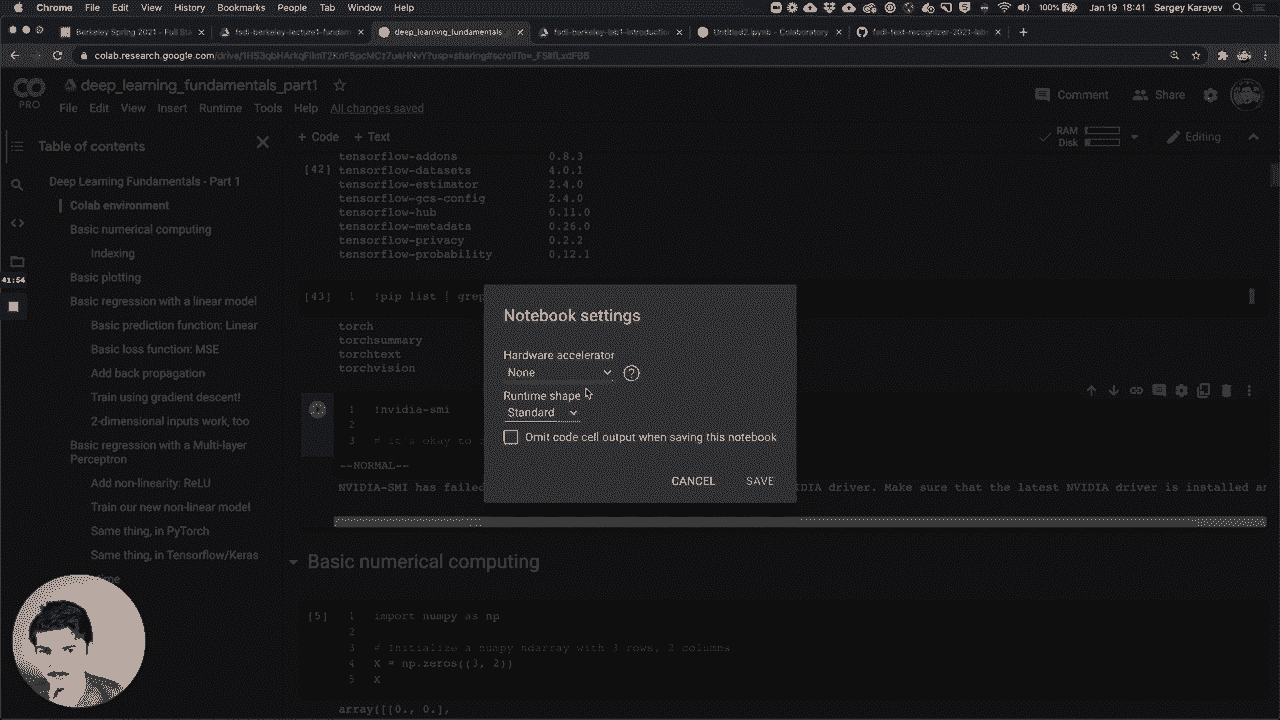 Chrome File Edit View History Bookmarks People Tab Window Help 100% Jan 19 18:41 Sergey Karayev
Berkeley Spring 2021 - Full Sta fsdl-berkeley-lecture1-fundam deep_learning_fundamentals fsdl-berkeley-lab1-introduction Untitled2.ipynb - Colaboratory fsdl-text-recognizer-2021-lab
colab.research.google.com
CO
PRO
deep_learning_fundamentals_part1
File Edit View Insert Runtime Tools Help All changes saved
Comment Share
+ Code + Text
RAM
Disk
Editing
Table of contents
Deep Learning Fundamentals - Part 1
Colab environment
Basic numerical computing
Indexing
Basic plotting
Basic regression with a linear model
Basic prediction function: Linear
Basic loss function: MSE
Add back propagation
Train using gradient descent!
2-dimensional inputs work, too
Basic regression with a Multi-layer
Perceptron
Add non-linearity: ReLU
Train our new non-linear model
Same thing, in PyTorch
Same thing, in Tensorflow/Keras
41:54
tensorflow-addons 0.8.3
[42] tensorflow-datasets 4.0.1
tensorflow-estimator 2.4.0
tensorflow-gcs-config 2.4.0
tensorflow-hub 0.11.0
tensorflow-metadata 0.26.0
tensorflow-privacy 0.2.2
tensorflow-probability 0.12.1
[43] 1 !pip list | grep
torch
torchsummary
torchtext
torchvision
1 !nvidia-smi
2
3 # it's okay to
--NORMAL--
NVIDIA-SMI has failed IDIA driver. Make sure that the latest NVIDIA driver is installed an
Notebook settings
Hardware accelerator
None
Runtime shape
Standard
Omit code cell output when saving this notebook
CANCEL SAVE
Basic numerical computing
[5] 1 import numpy as np
2
3 # Initialize a numpy ndarray with 3 rows, 2 columns
4 X = np.zeros((3, 2))
5 X
array([[0., 0.],